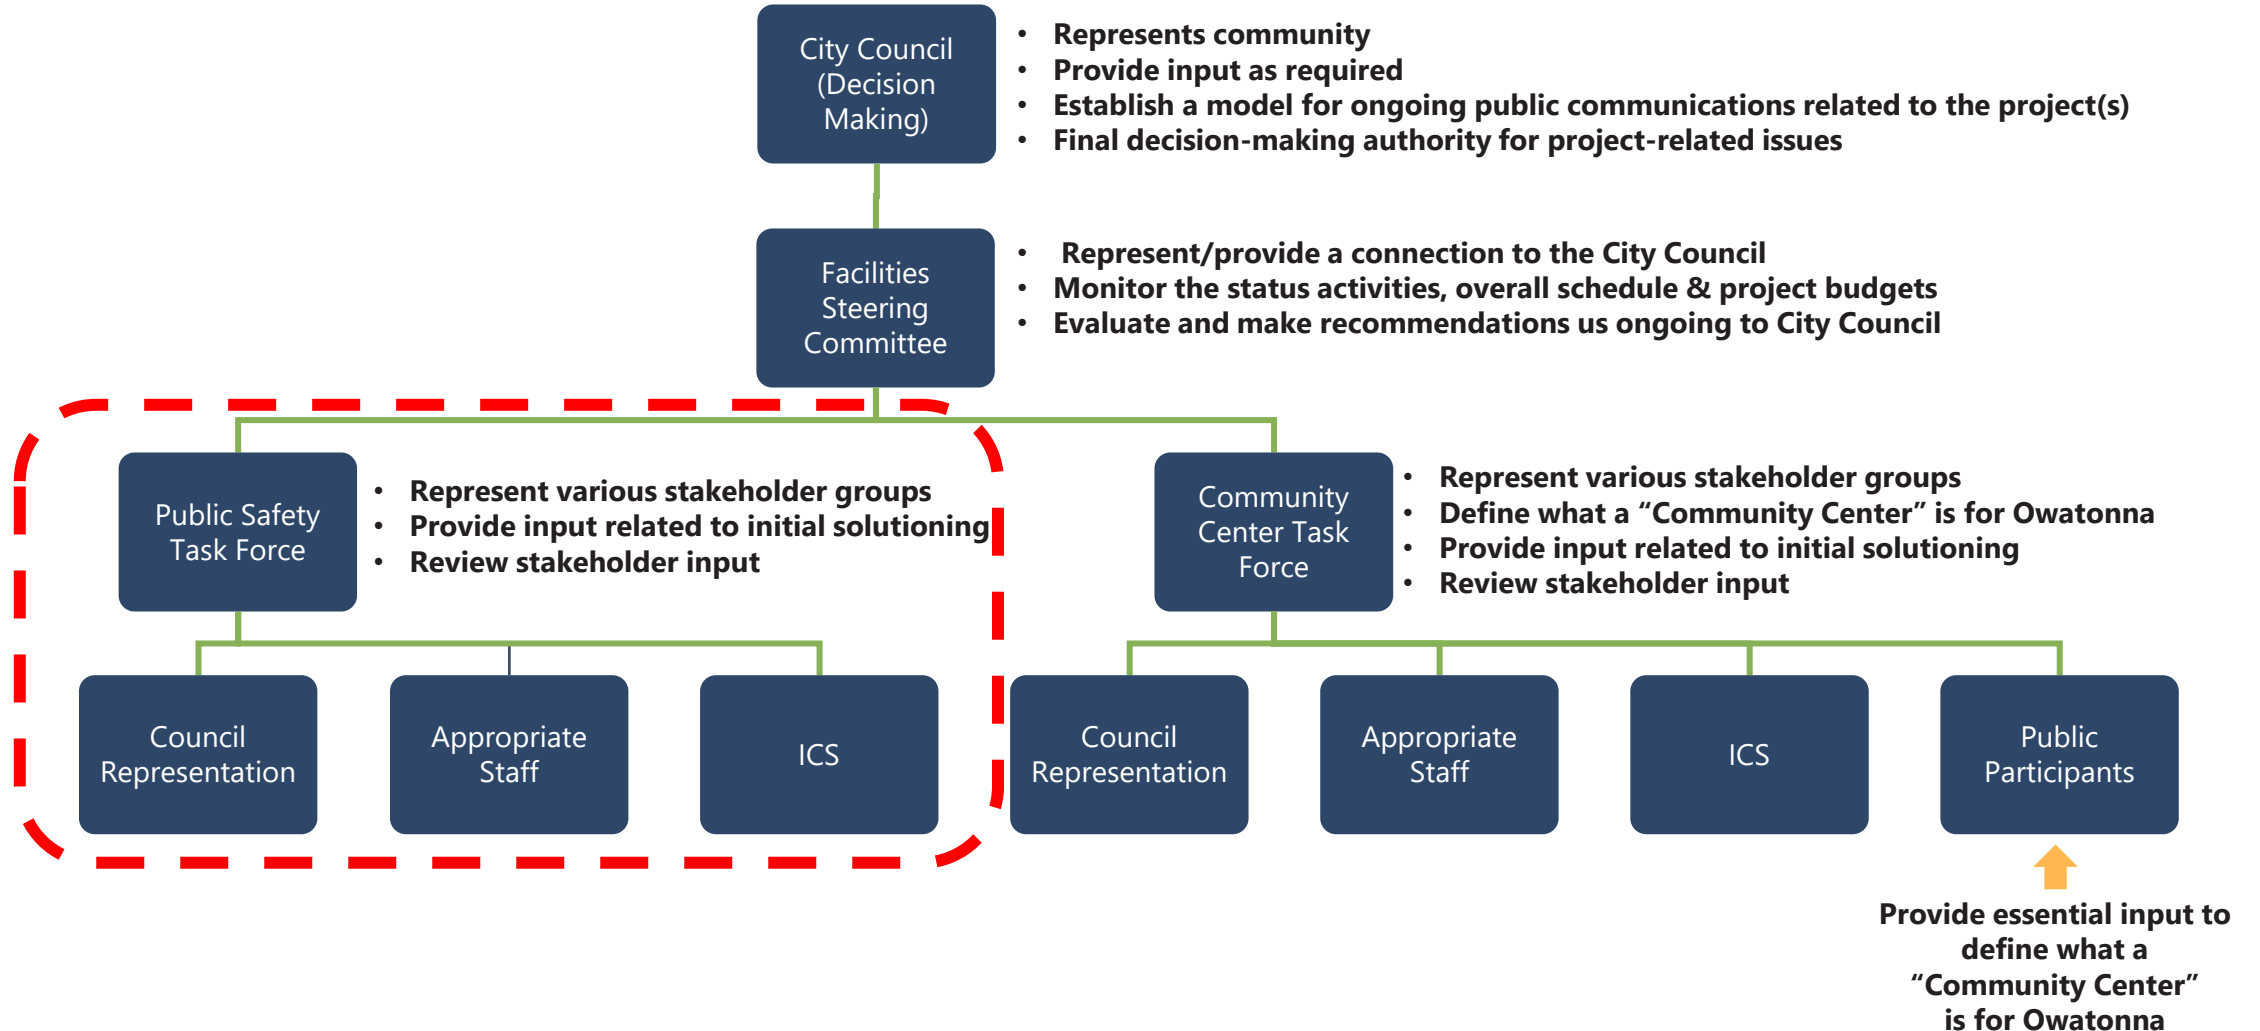 City Council
(Decision
Making)
• Represents community
• Provide input as required
• Establish a model for ongoing public communications related to the project(s)
• Final decision-making authority for project-related issues
Facilities
Steering
Committee
• Represent/provide a connection to the City Council
• Monitor the status activities, overall schedule & project budgets
• Evaluate and make recommendations us ongoing to City Council
Public Safety
Task Force
• Represent various stakeholder groups
• Provide input related to initial solutioning
• Review stakeholder input
Community
Center Task
Force
• Represent various stakeholder groups
• Define what a “Community Center” is for Owatonna
• Provide input related to initial solutioning
• Review stakeholder input
Council
Representation
Appropriate
Staff
ICS
Council
Representation
Appropriate
Staff
ICS
Public
Participants
Provide essential input to
define what a
“Community Center”
is for Owatonna